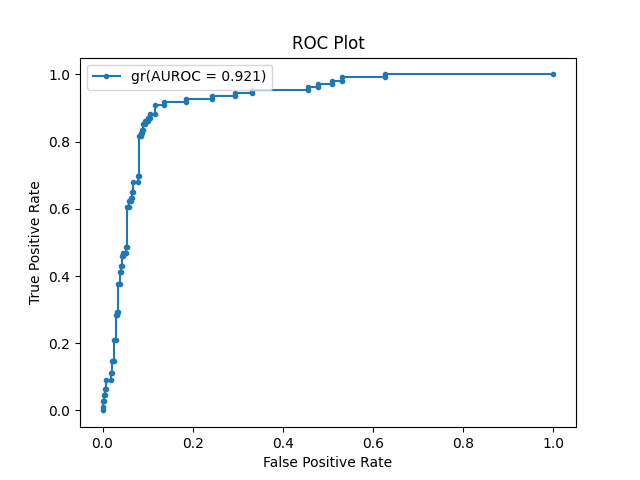 ROC Plot
gr(AUROC = 0.921)
True Positive Rate
1.0
0.8
0.6
0.4
0.2
0.0
0.0 0.2 0.4 0.6 0.8 1.0
False Positive Rate